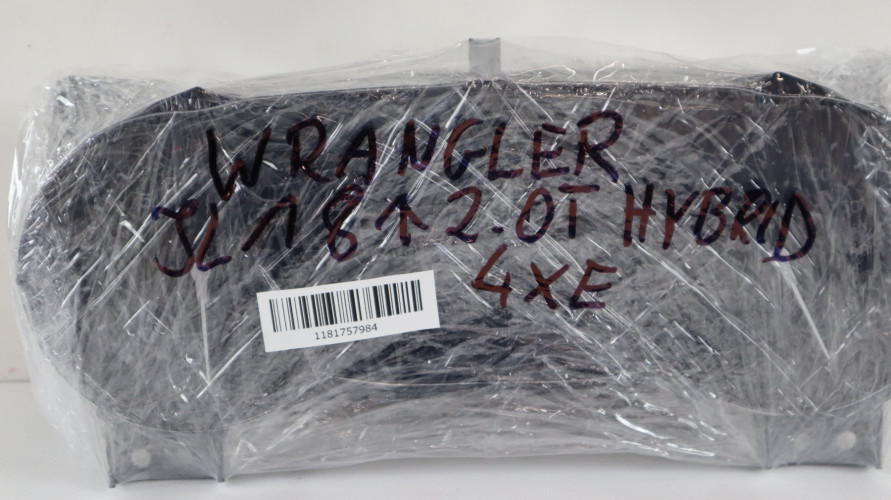 WRANGLER
JL 18↑ 2.0T HYBRID
4XE
1181757984